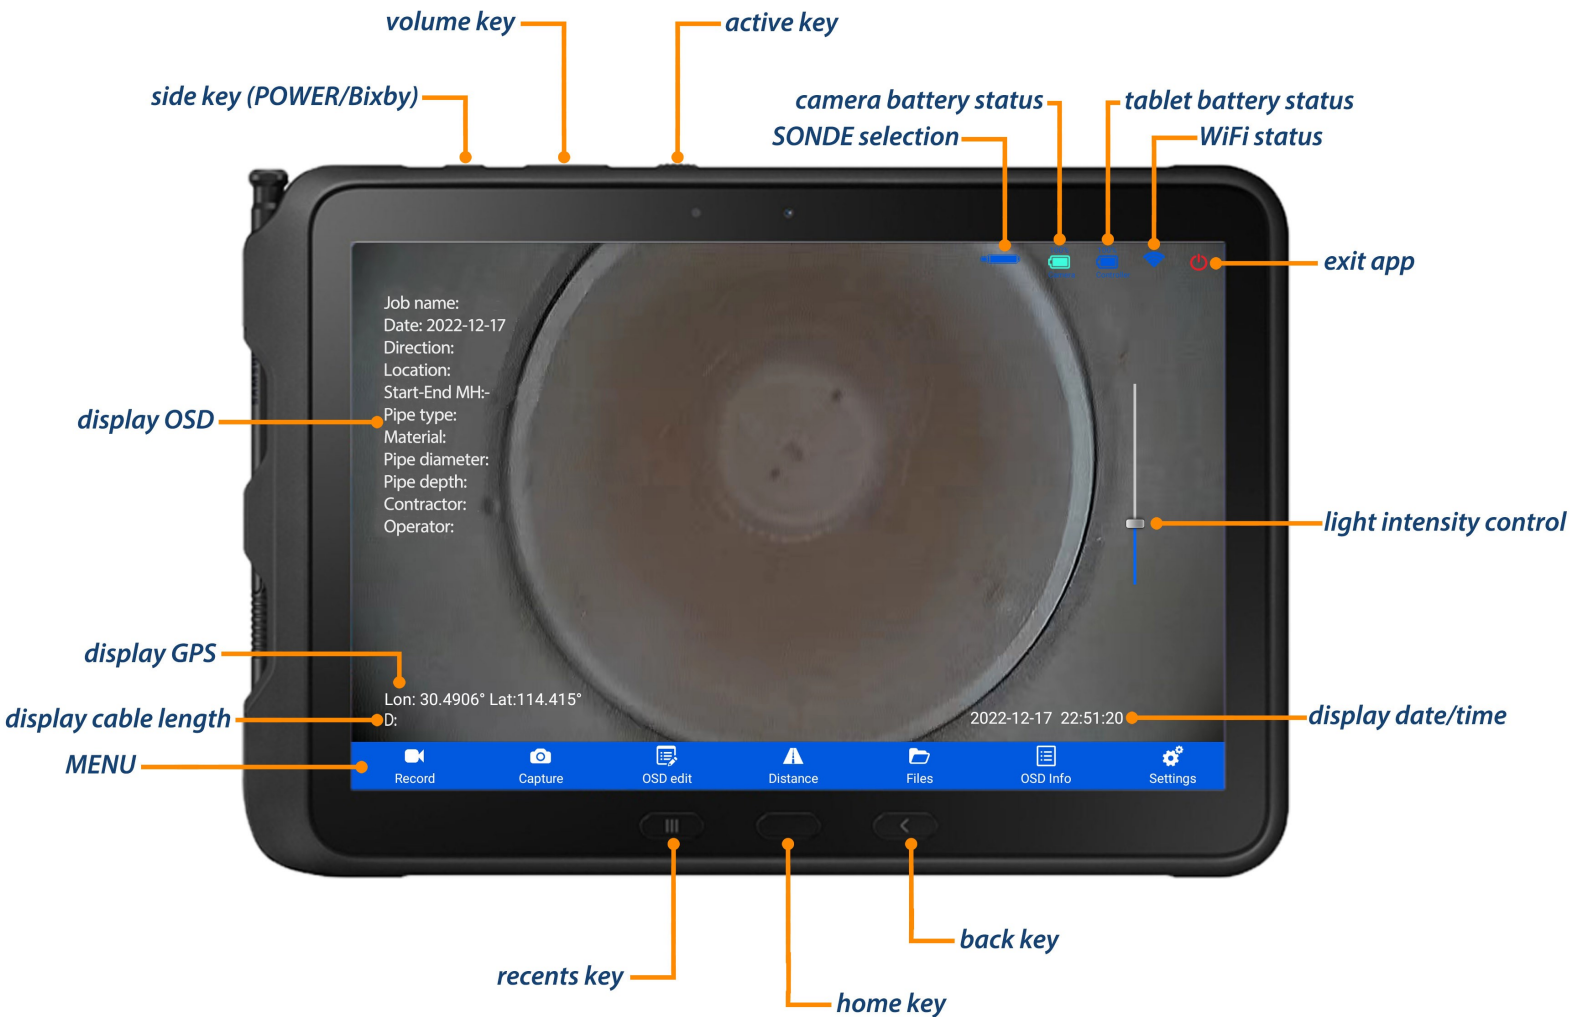 volume key
active key
side key (POWER/Bixby)
camera battery status
tablet battery status
SONDE selection
WiFi status
exit app
Job name:
Date: 2022-12-17
Direction:
Location:
Start-End MH:-
Pipe type:
display OSD
Material:
Pipe diameter:
Pipe depth:
Contractor:
Operator:
light intensity control
display GPS
Lon: 30.4906° Lat:114.415°
display cable length
D:
2022-12-17 22:51:20
display date/time
MENU
Record
Capture
OSD edit
Distance
Files
OSD Info
Settings
back key
recents key
home key